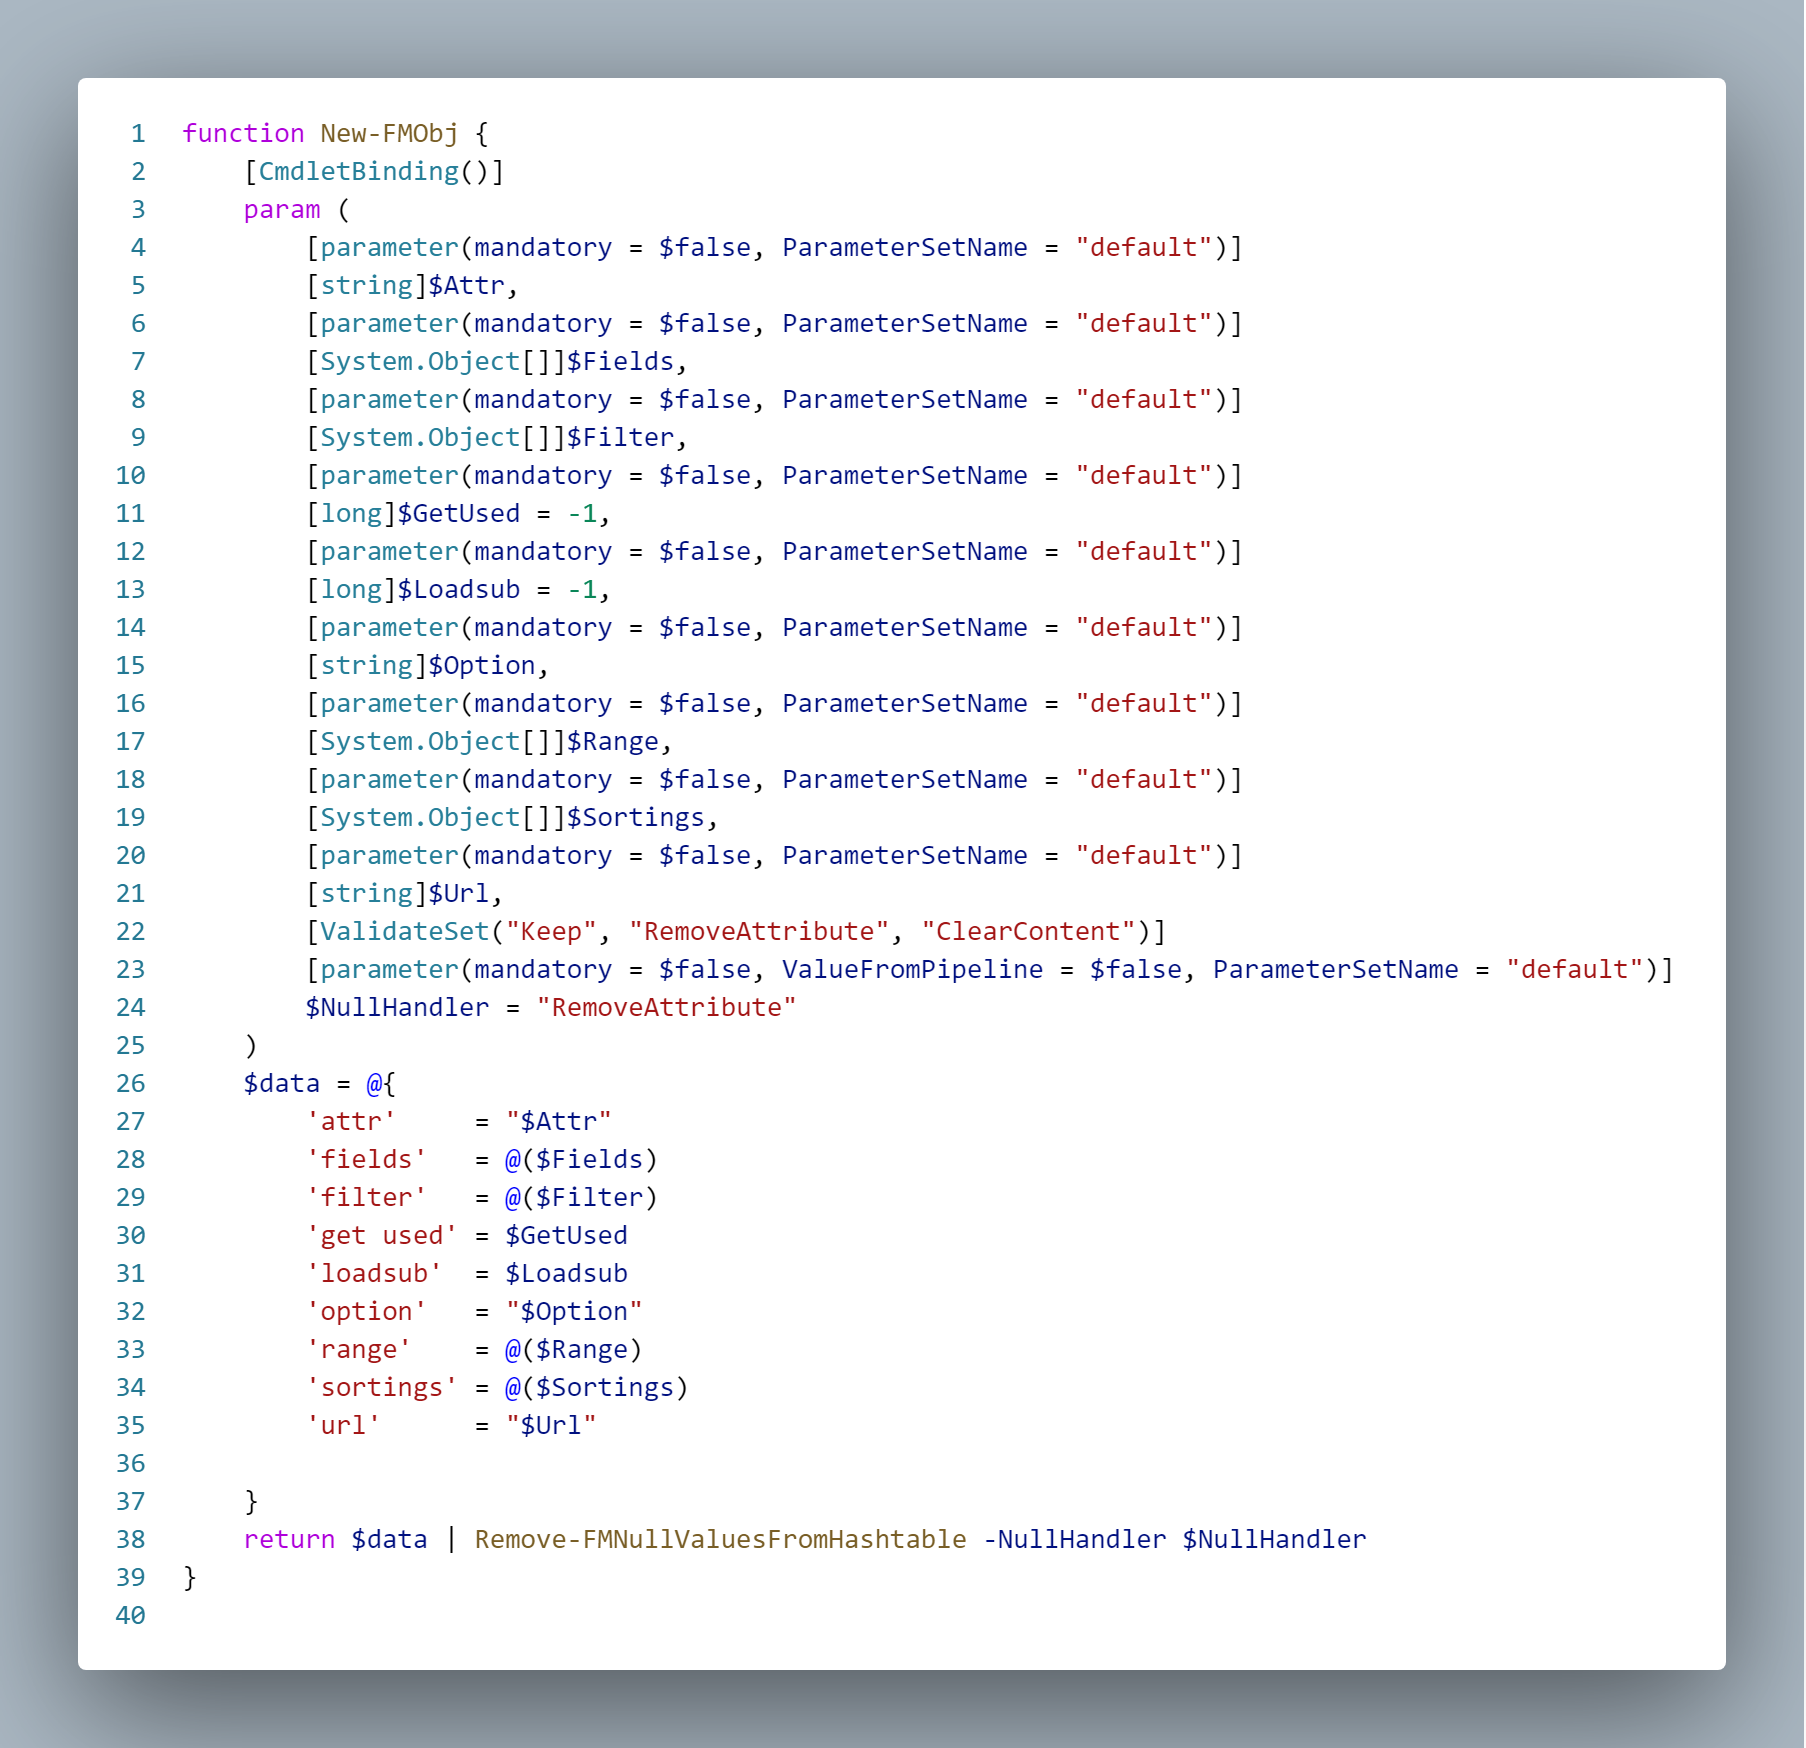 1 function New-FMObj {
2     [CmdletBinding()]
3     param (
4         [parameter(mandatory = $false, ParameterSetName = "default")]
5         [string]$Attr,
6         [parameter(mandatory = $false, ParameterSetName = "default")]
7         [System.Object[]]$Fields,
8         [parameter(mandatory = $false, ParameterSetName = "default")]
9         [System.Object[]]$Filter,
10         [parameter(mandatory = $false, ParameterSetName = "default")]
11         [long]$GetUsed = -1,
12         [parameter(mandatory = $false, ParameterSetName = "default")]
13         [long]$Loadsub = -1,
14         [parameter(mandatory = $false, ParameterSetName = "default")]
15         [string]$Option,
16         [parameter(mandatory = $false, ParameterSetName = "default")]
17         [System.Object[]]$Range,
18         [parameter(mandatory = $false, ParameterSetName = "default")]
19         [System.Object[]]$Sortings,
20         [parameter(mandatory = $false, ParameterSetName = "default")]
21         [string]$Url,
22         [ValidateSet("Keep", "RemoveAttribute", "ClearContent")]
23         [parameter(mandatory = $false, ValueFromPipeline = $false, ParameterSetName = "default")]
24         $NullHandler = "RemoveAttribute"
25     )
26     $data = @{
27         'attr'     = "$Attr"
28         'fields'   = @($Fields)
29         'filter'   = @($Filter)
30         'get used' = $GetUsed
31         'loadsub'  = $Loadsub
32         'option'   = "$Option"
33         'range'    = @($Range)
34         'sortings' = @($Sortings)
35         'url'      = "$Url"
36
37     }
38     return $data | Remove-FMNullValuesFromHashtable -NullHandler $NullHandler
39 }
40